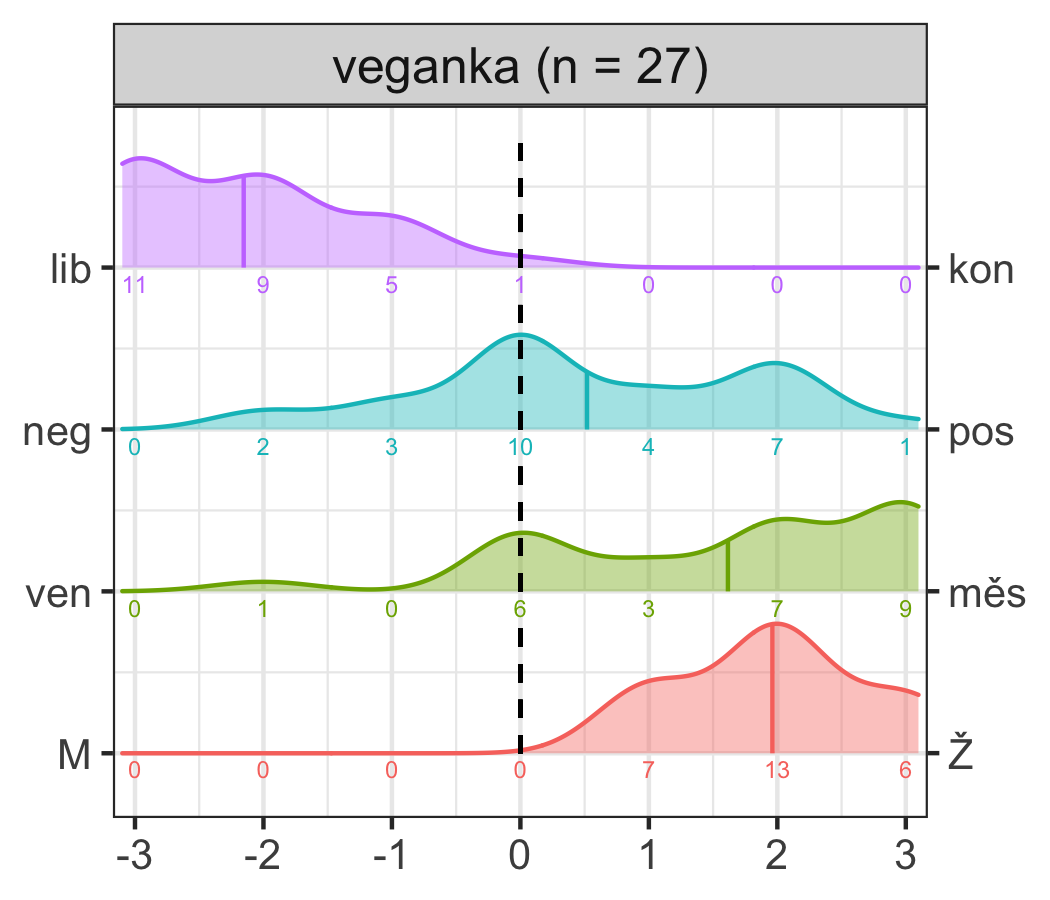 veganka (n = 27)
lib kon
11 9 5 1 0 0 0
neg pos
0 2 3 10 4 7 1
ven měs
0 1 0 6 3 7 9
M Ž
0 0 0 0 7 13 6
-3 -2 -1 0 1 2 3